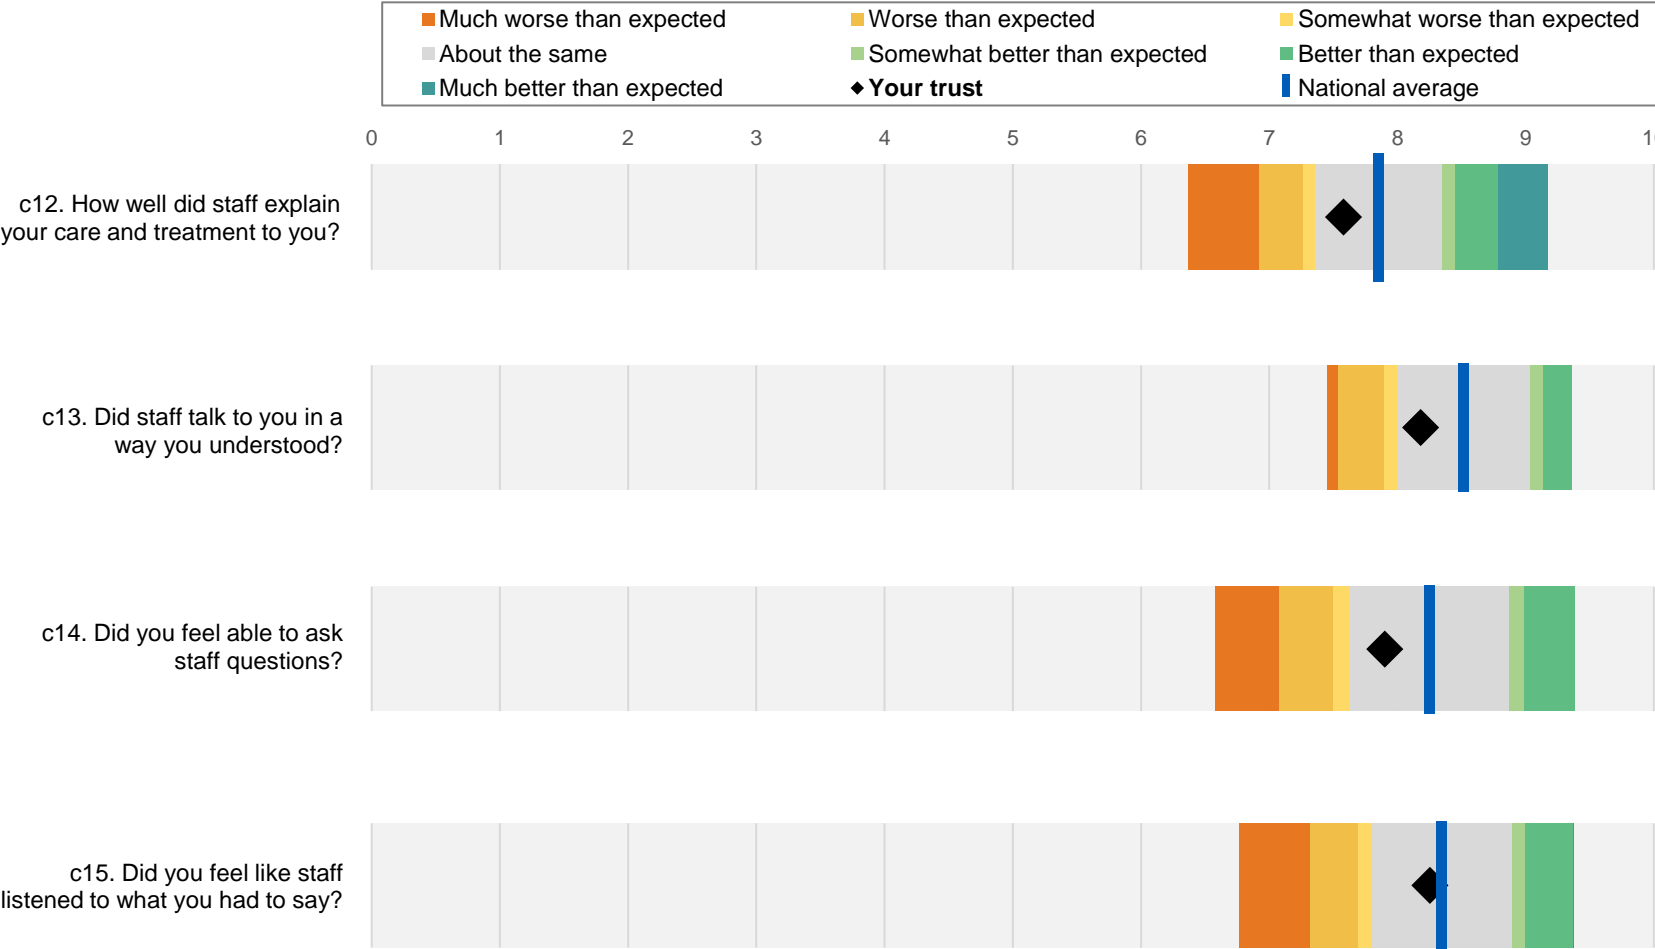 Much worse than expected
Worse than expected
Somewhat worse than expected
About the same
Somewhat better than expected
Better than expected
Much better than expected
Your trust
National average
0 1 2 3 4 5 6 7 8 9
c12. How well did staff explain
your care and treatment to you?
c13. Did staff talk to you in a
way you understood?
c14. Did you feel able to ask
staff questions?
c15. Did you feel like staff
listened to what you had to say?